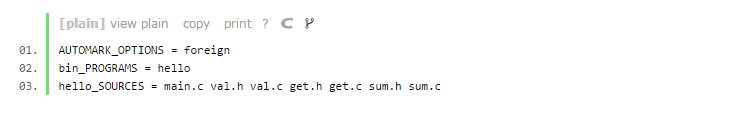 [plain] view plain copy print ?
01. AUTOMARK_OPTIONS = foreign
02. bin_PROGRAMS = hello
03. hello_SOURCES = main.c val.h val.c get.h get.c sum.h sum.c